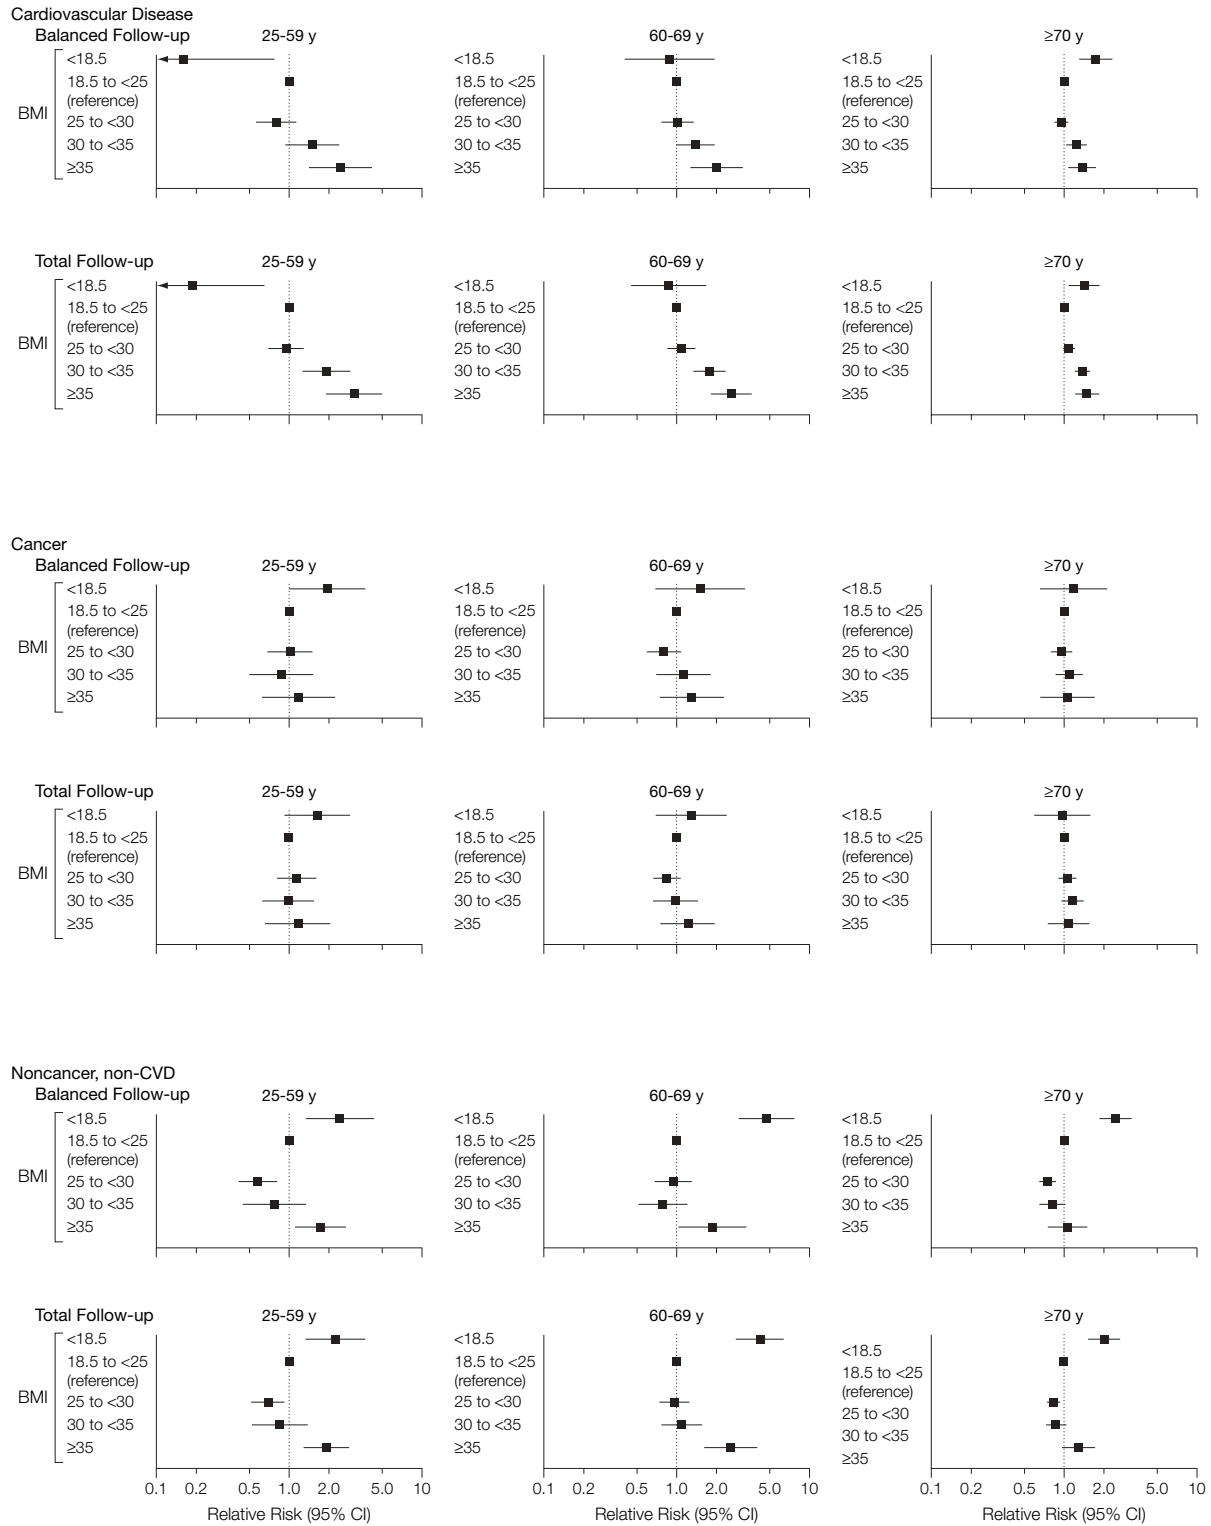 Cardiovascular Disease
Balanced Follow-up 25-59 y 60-69 y ≥70 y
<18.5 <18.5 <18.5
18.5 to <25 18.5 to <25 18.5 to <25
(reference) (reference) (reference)
BMI
25 to <30 25 to <30 25 to <30
30 to <35 30 to <35 30 to <35
≥35 ≥35 ≥35
Total Follow-up 25-59 y 60-69 y ≥70 y
<18.5 <18.5 <18.5
18.5 to <25 18.5 to <25 18.5 to <25
(reference) (reference) (reference)
BMI
25 to <30 25 to <30 25 to <30
30 to <35 30 to <35 30 to <35
≥35 ≥35 ≥35
Cancer
Balanced Follow-up 25-59 y 60-69 y ≥70 y
<18.5 <18.5 <18.5
18.5 to <25 18.5 to <25 18.5 to <25
(reference) (reference) (reference)
BMI
25 to <30 25 to <30 25 to <30
30 to <35 30 to <35 30 to <35
≥35 ≥35 ≥35
Total Follow-up 25-59 y 60-69 y ≥70 y
<18.5 <18.5 <18.5
18.5 to <25 18.5 to <25 18.5 to <25
(reference) (reference) (reference)
BMI
25 to <30 25 to <30 25 to <30
30 to <35 30 to <35 30 to <35
≥35 ≥35 ≥35
Noncancer, non-CVD
Balanced Follow-up 25-59 y 60-69 y ≥70 y
<18.5 <18.5 <18.5
18.5 to <25 18.5 to <25 18.5 to <25
(reference) (reference) (reference)
BMI
25 to <30 25 to <30 25 to <30
30 to <35 30 to <35 30 to <35
≥35 ≥35 ≥35
Total Follow-up 25-59 y 60-69 y ≥70 y
<18.5 <18.5 <18.5
18.5 to <25 18.5 to <25 18.5 to <25
(reference) (reference) (reference)
BMI
25 to <30 25 to <30 25 to <30
30 to <35 30 to <35 30 to <35
≥35 ≥35 ≥35
0.1 0.2 0.5 1.0 2.0 5.0 10 0.1 0.2 0.5 1.0 2.0 5.0 10 0.1 0.2 0.5 1.0 2.0 5.0 10
Relative Risk (95% CI) Relative Risk (95% CI) Relative Risk (95% CI)